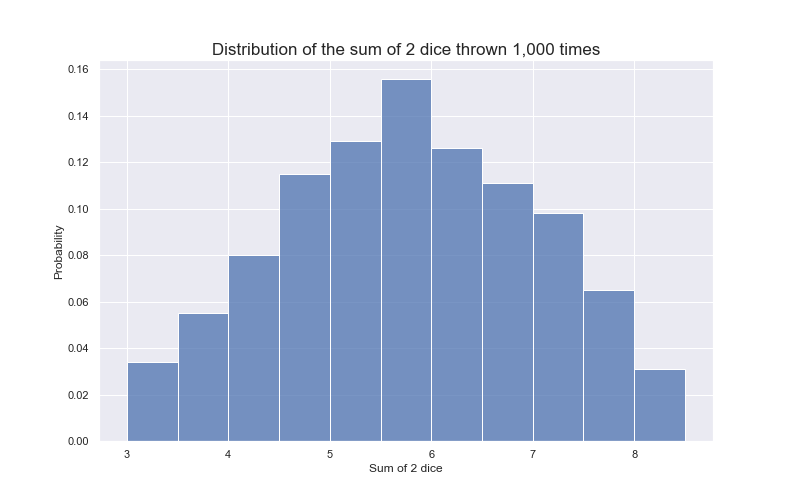 Distribution of the sum of 2 dice thrown 1,000 times
0.16
0.14
0.12
0.10
0.08
0.06
0.04
0.02
0.00
Probability
3 4 5 6 7 8
Sum of 2 dice